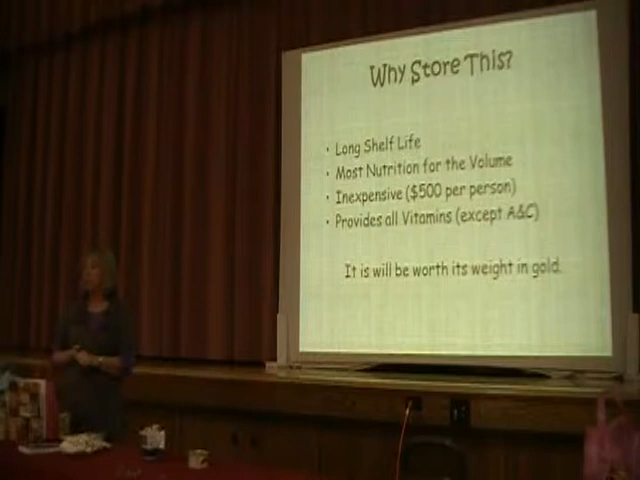 Why Store This?
· Long Shelf Life
· Most Nutrition for the Volume
· Inexpensive ($500 per person)
· Provides all Vitamins (except A&C)
It is will be worth its weight in gold.